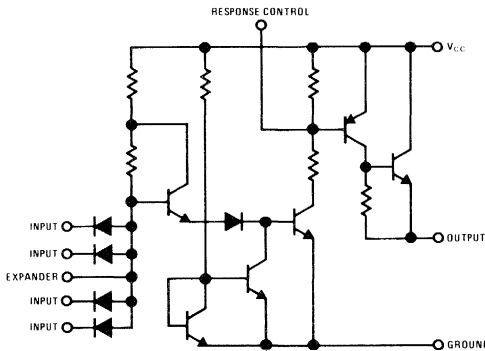 RESPONSE CONTROL
VCC
INPUT
INPUT
EXPANDER
INPUT
INPUT
OUTPUT
GROUND